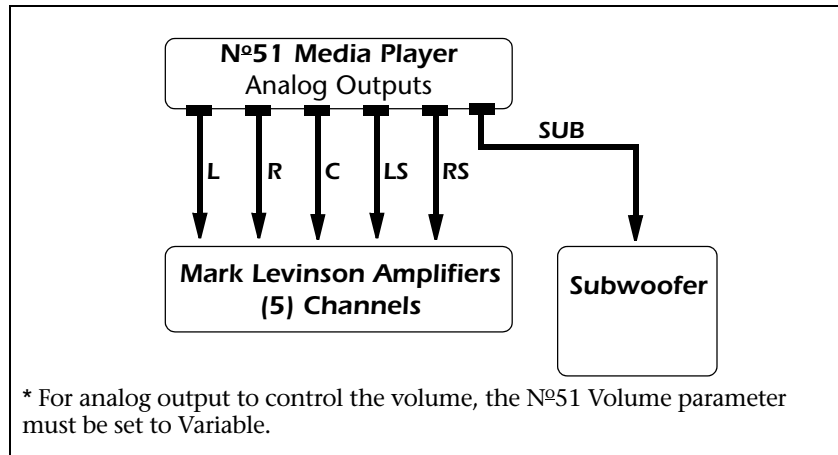 Nº51 Media Player
Analog Outputs
SUB
L R C LS RS
Mark Levinson Amplifiers
(5) Channels
Subwoofer
* For analog output to control the volume, the Nº51 Volume parameter
must be set to Variable.